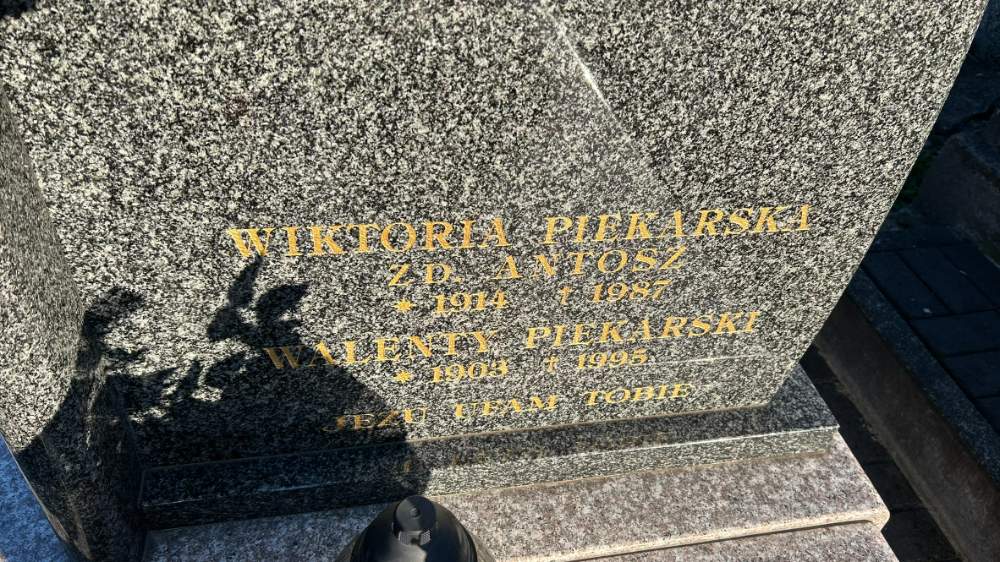 WIKTORIA PIEKARSKA
ZD. ANTOSZ
* 1914 † 1987
WALENTY PIEKARSKI
* 1903 † 1995
JEZU UFAM TOBIE